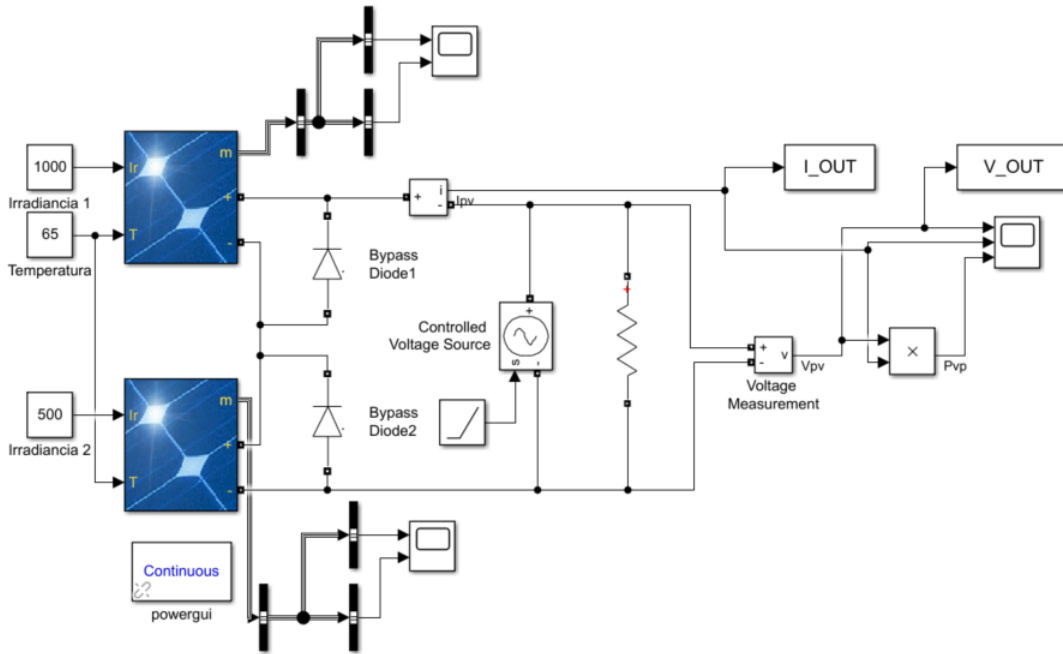 1000
Ir
m
Irradiancia 1
+
65
T
-
Temperatura
Bypass
Diode1
+
i
-
Ipv
I_OUT
V_OUT
Controlled
Voltage Source
+
s
-
+
+
-
v
Vpv
Voltage
Measurement
×
Pvp
500
Ir
m
Irradiancia 2
+
T
-
Bypass
Diode2
Continuous
powergui